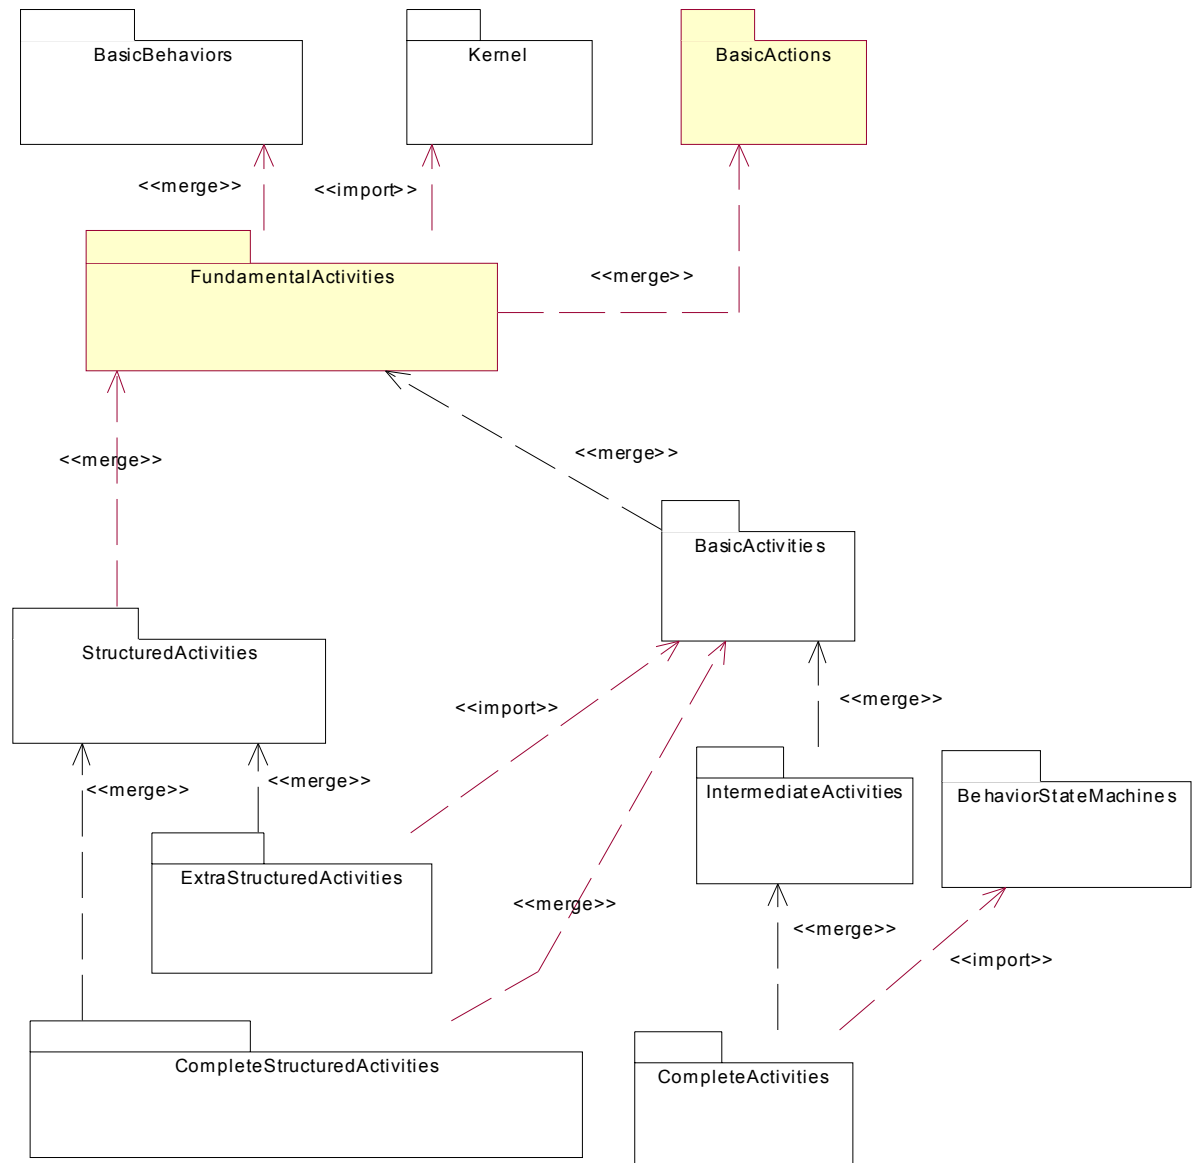 BasicBehaviors
Kernel
BasicActions
<<merge>>
<<import>>
<<merge>>
FundamentalActivities
<<merge>>
<<merge>>
BasicActivities
StructuredActivities
<<import>>
<<merge>>
<<merge>>
<<merge>>
IntermediateActivities
BehaviorStateMachines
ExtraStructuredActivities
<<merge>>
<<merge>>
<<import>>
CompleteStructuredActivities
CompleteActivities